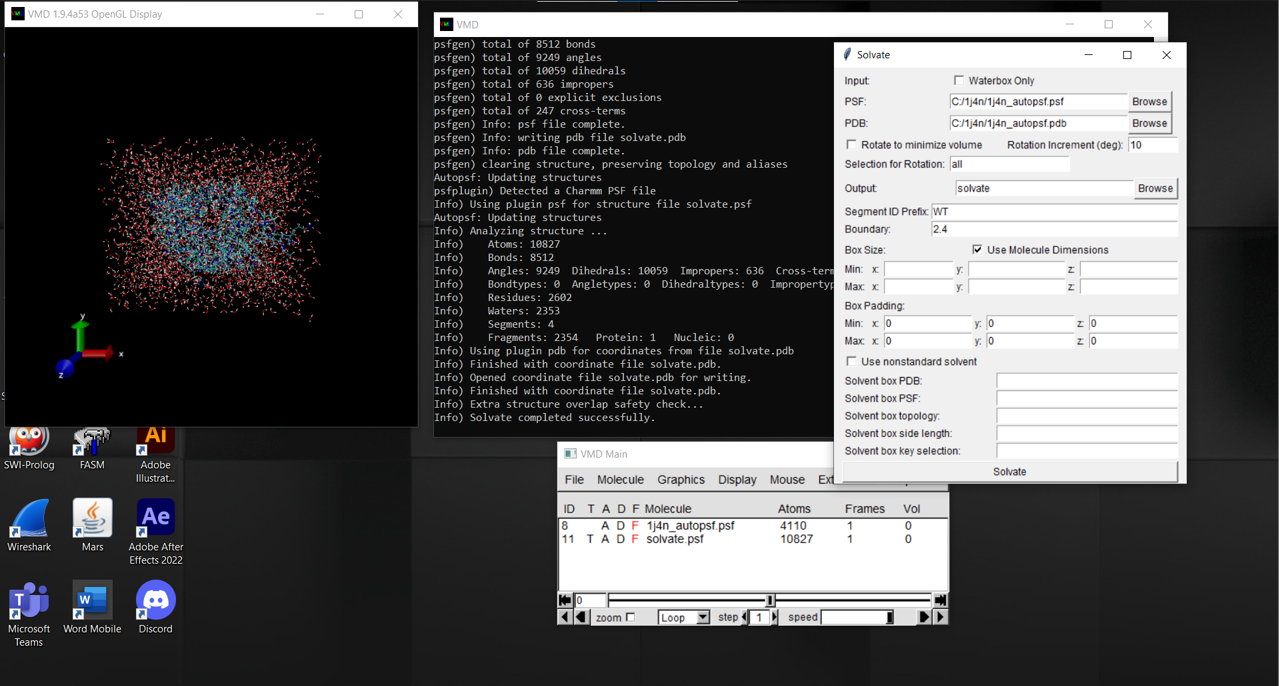 VMD 1.9.4a53 OpenGL Display
y
x
z
VMD
psfgen) total of 8512 bonds
psfgen) total of 9249 angles
psfgen) total of 10059 dihedrals
psfgen) total of 636 impropers
psfgen) total of 0 explicit exclusions
psfgen) total of 247 cross-terms
psfgen) Info: psf file complete.
psfgen) Info: writing pdb file solvate.pdb
psfgen) Info: pdb file complete.
psfgen) clearing structure, preserving topology and aliases
Autopsf: Updating structures
psfplugin) Detected a Charmm PSF file
Info) Using plugin psf for structure file solvate.psf
Autopsf: Updating structures
Info) Analyzing structure ...
Info)    Atoms: 10827
Info)    Bonds: 8512
Info)    Angles: 9249  Dihedrals: 10059  Impropers: 636  Cross-term
Info)    Bondtypes: 0  Angletypes: 0  Dihedraltypes: 0  Impropertyp
Info)    Residues: 2602
Info)    Waters: 2353
Info)    Segments: 4
Info)    Fragments: 2354   Protein: 1   Nucleic: 0
Info) Using plugin pdb for coordinates from file solvate.pdb
Info) Finished with coordinate file solvate.pdb.
Info) Opened coordinate file solvate.pdb for writing.
Info) Finished with coordinate file solvate.pdb.
Info) Extra structure overlap safety check...
Info) Solvate completed successfully.
Solvate
Input: Waterbox Only
PSF: C:/1j4n/1j4n_autopsf.psf Browse
PDB: C:/1j4n/1j4n_autopsf.pdb Browse
Rotate to minimize volume Rotation Increment (deg): 10
Selection for Rotation: all
Output: solvate Browse
Segment ID Prefix: WT
Boundary: 2.4
Box Size: Use Molecule Dimensions
Min: x: y: z:
Max: x: y: z:
Box Padding:
Min: x: 0 y: 0 z: 0
Max: x: 0 y: 0 z: 0
Use nonstandard solvent
Solvent box PDB:
Solvent box PSF:
Solvent box topology:
Solvent box side length:
Solvent box key selection:
Solvate
VMD Main
File Molecule Graphics Display Mouse Ext
ID T A D F Molecule Atoms Frames Vol
8 A D F 1j4n_autopsf.psf 4110 1 0
11 T A D F solvate.psf 10827 1 0
0
zoom Loop step 1 speed
SWI-Prolog
FASM
Ai
Adobe
Illustrat...
Wireshark
Mars
Ae
Adobe After
Effects 2022
T
Microsoft
Teams
W
Word Mobile
Discord